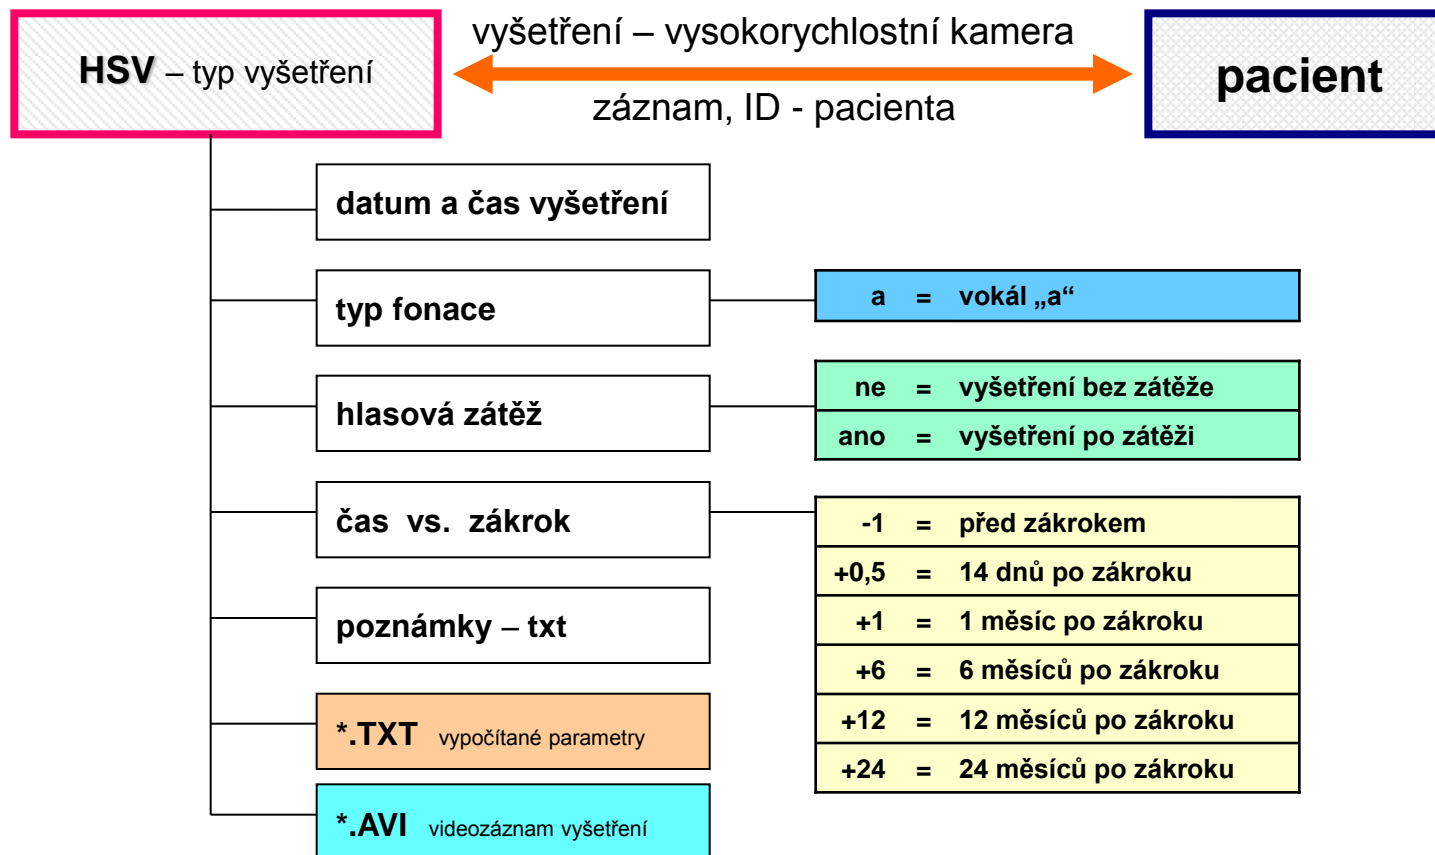 HSV – typ vyšetření
vyšetření – vysokorychlostní kamera
záznam, ID - pacienta
pacient
datum a čas vyšetření
typ fonace
a = vokál „a“
hlasová zátěž
ne = vyšetření bez zátěže
ano = vyšetření po zátěži
čas vs. zákrok
-1 = před zákrokem
+0,5 = 14 dnů po zákroku
+1 = 1 měsíc po zákroku
+6 = 6 měsíců po zákroku
+12 = 12 měsíců po zákroku
+24 = 24 měsíců po zákroku
poznámky – txt
*.TXT vypočítané parametry
*.AVI videozáznam vyšetření